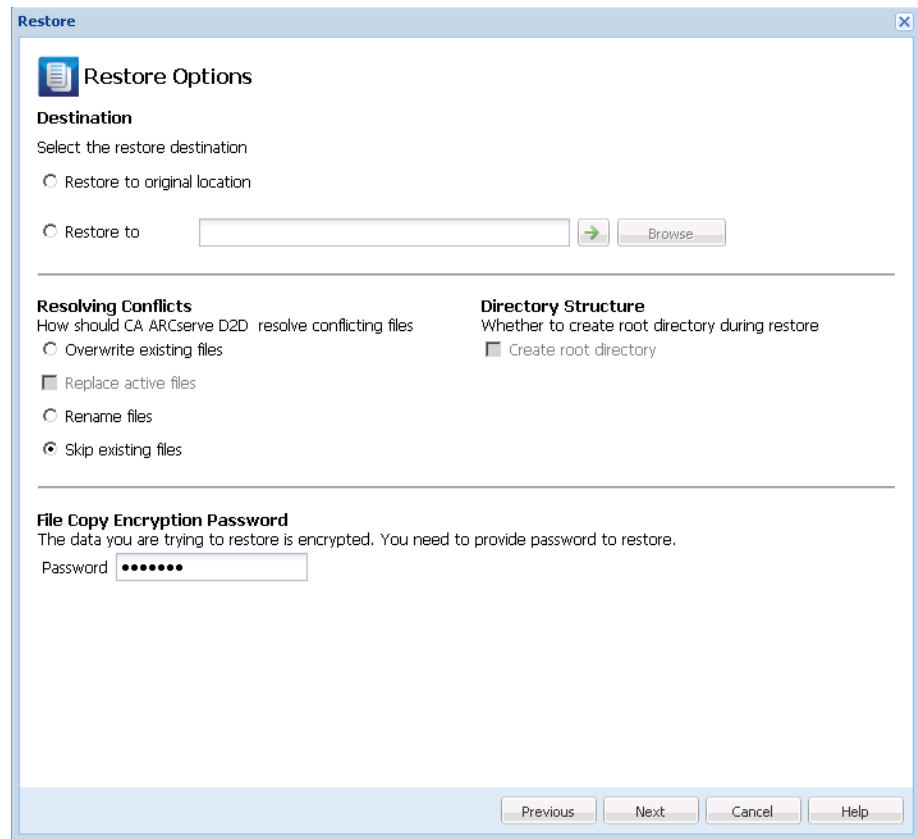 Restore
Restore Options
Destination
Select the restore destination
Restore to original location
Restore to
Browse
Resolving Conflicts
How should CA ARCserve D2D resolve conflicting files
Overwrite existing files
Replace active files
Rename files
Skip existing files
Directory Structure
Whether to create root directory during restore
Create root directory
File Copy Encryption Password
The data you are trying to restore is encrypted. You need to provide password to restore.
Password •••••••
Previous Next Cancel Help